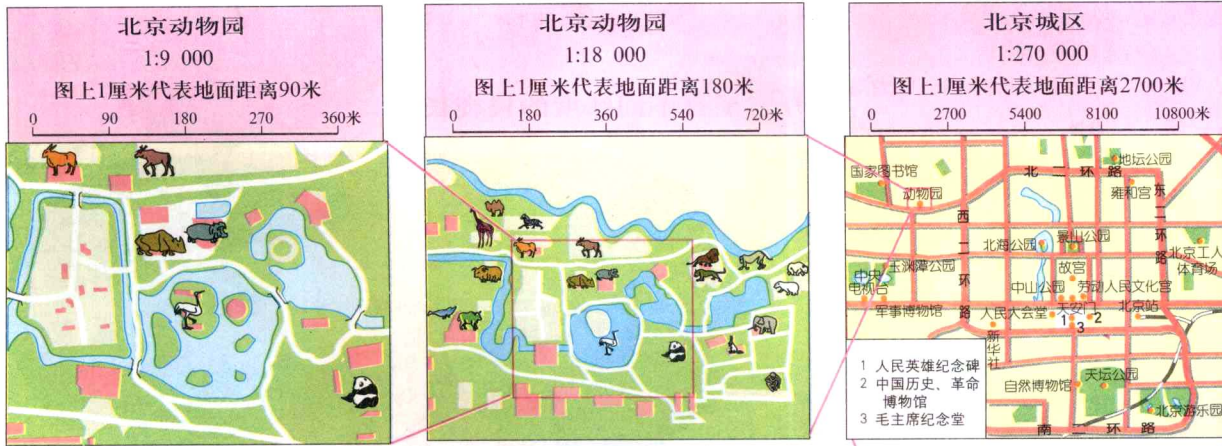 北京动物园
1:9 000
图上1厘米代表地面距离90米
0 90 180 270 360米
北京动物园
1:18 000
图上1厘米代表地面距离180米
0 180 360 540 720米
北京城区
1:270 000
图上1厘米代表地面距离2700米
0 2700 5400 8100 10800米
地坛公园
国家图书馆
北二环路
动物园
雍和宫
西二环路
东二环路
北海公园
景山公园
北京工人
体育场
玉渊潭公园
故宫
中央
电视台
中山公园
劳动人民文化宫
军事博物馆
人民大会堂
天安门
北京站
1
2
3
新华社
1 人民英雄纪念碑
2 中国历史、革命
博物馆
3 毛主席纪念堂
自然博物馆
天坛公园
北京游乐园
南二环路